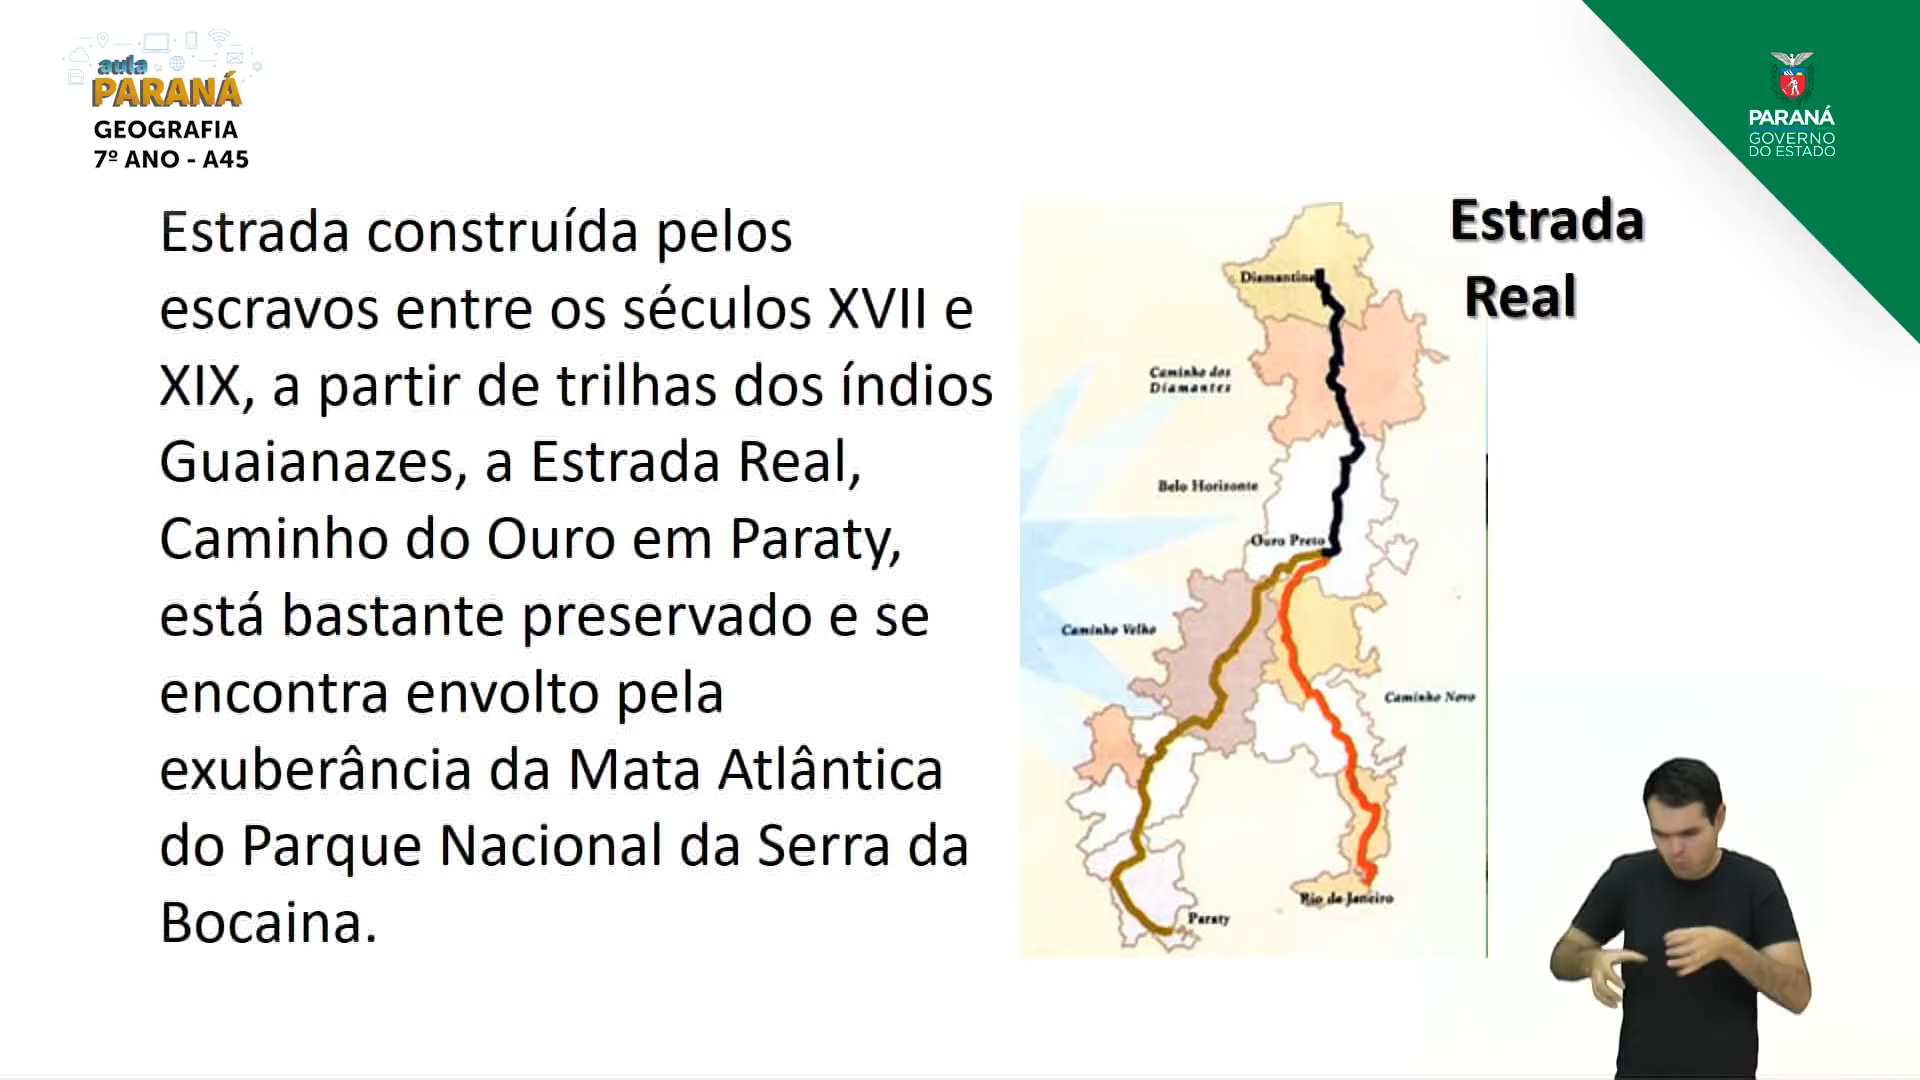 aula
PARANÁ
GEOGRAFIA
7º ANO - A45
PARANÁ
GOVERNO
DO ESTADO
Estrada construída pelos
escravos entre os séculos XVII e
XIX, a partir de trilhas dos índios
Guaianazes, a Estrada Real,
Caminho do Ouro em Paraty,
está bastante preservado e se
encontra envolto pela
exuberância da Mata Atlântica
do Parque Nacional da Serra da
Bocaina.
Estrada
Real
Diamantina
Caminho dos
Diamantes
Belo Horizonte
Ouro Preto
Caminho Velho
Caminho Novo
Rio de Janeiro
Paraty